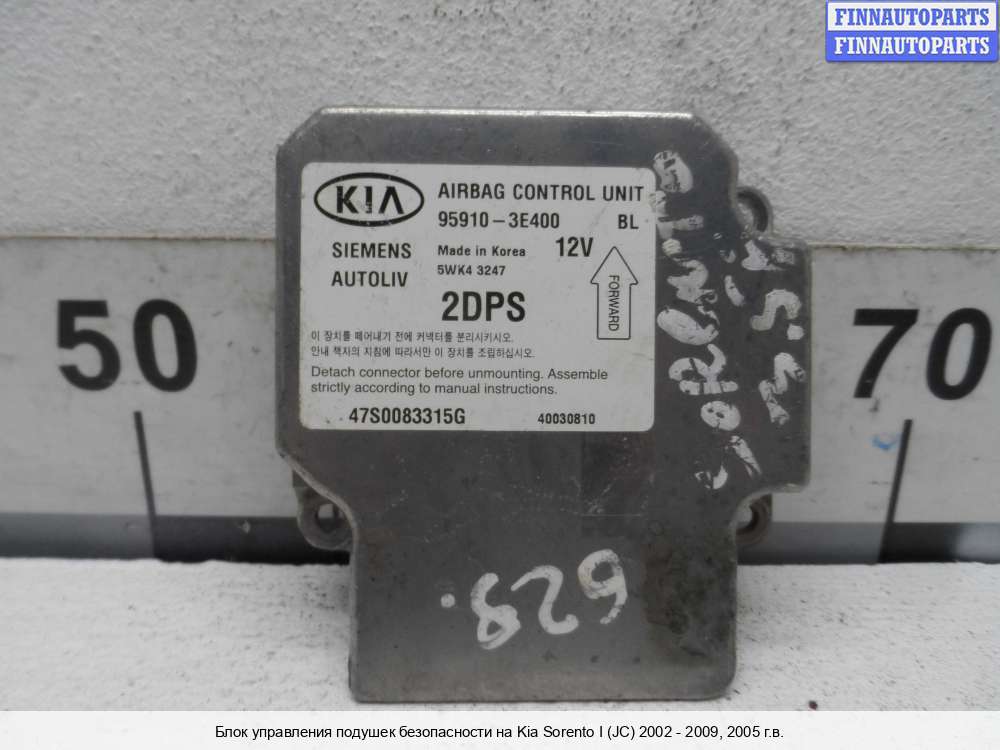 FINNAUTOPARTS
FINNAUTOPARTS
KIA
AIRBAG CONTROL UNIT
95910-3E400 BL
SIEMENS
AUTOLIV
Made in Korea 12V
5WK4 3247
2DPS
FORWARD
이 장치를 떼어내기 전에 커넥터를 분리시키시오.
안내 책자의 지침에 따라서만 이 장치를 조립하십시오.
Detach connector before unmounting. Assemble
strictly according to manual instructions.
47S0083315G 40030810
50
70
628.
Блок управления подушек безопасности на Kia Sorento I (JC) 2002 - 2009, 2005 г.в.